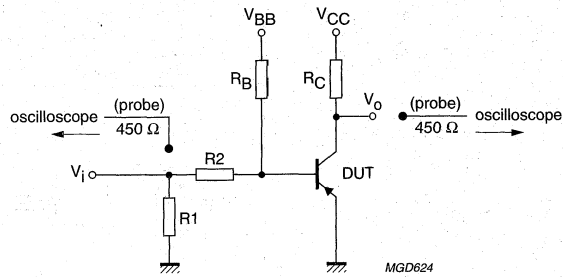 VBB
VCC
RB
RC
(probe)
oscilloscope
450 Ω
Vo
(probe)
oscilloscope
450 Ω
Vi
R2
DUT
R1
MGD624